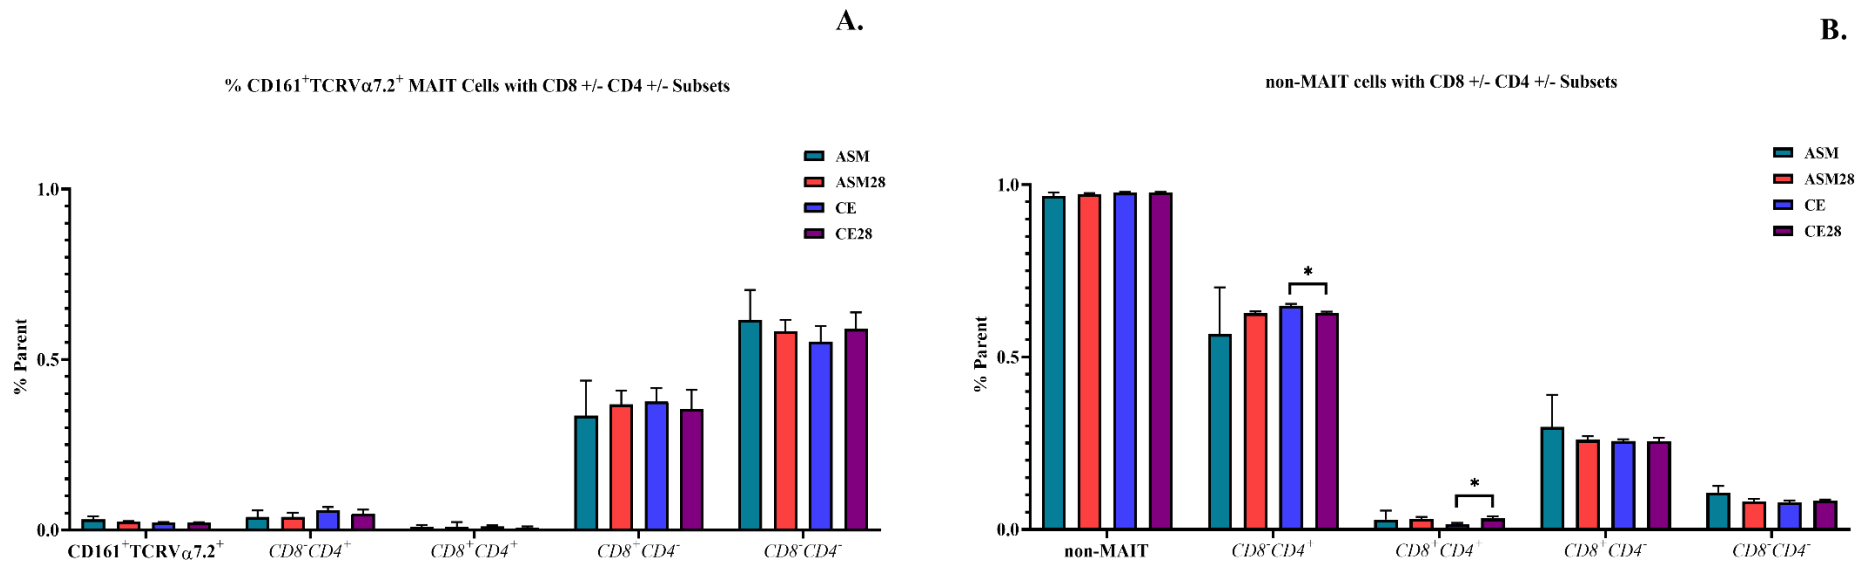 A.
% CD161⁺TCRVα7.2⁺ MAIT Cells with CD8 +/- CD4 +/- Subsets
ASM
ASM28
CE
CE28
1.0
0.5
0.0
% Parent
CD161⁺TCRVα7.2⁺
CD8⁻CD4⁺
CD8⁺CD4⁺
CD8⁺CD4⁻
CD8⁻CD4⁻
B.
non-MAIT cells with CD8 +/- CD4 +/- Subsets
ASM
ASM28
CE
CE28
1.0
0.5
0.0
% Parent
*
*
non-MAIT
CD8⁻CD4⁺
CD8⁺CD4⁺
CD8⁺CD4⁻
CD8⁻CD4⁻